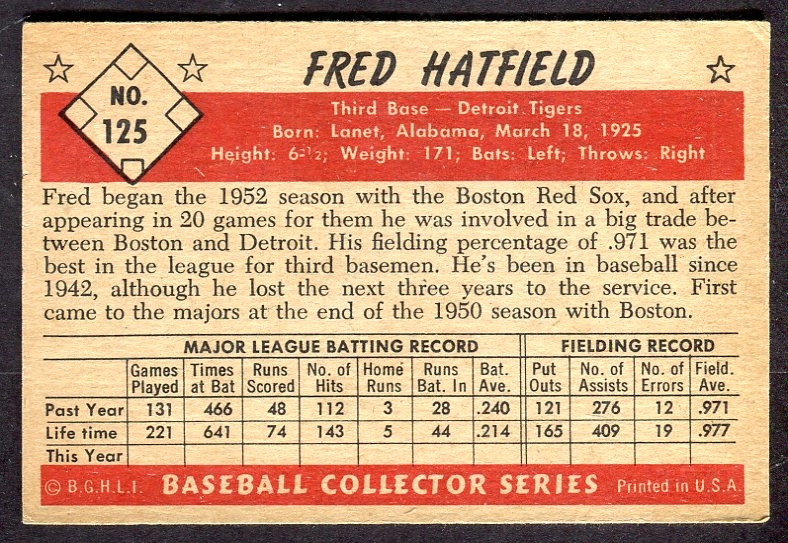 FRED HATFIELD
NO.
125
Third Base — Detroit Tigers
Born: Lanet, Alabama, March 18, 1925
Height: 6-½; Weight: 171; Bats: Left; Throws: Right
Fred began the 1952 season with the Boston Red Sox, and after
appearing in 20 games for them he was involved in a big trade be-
tween Boston and Detroit. His fielding percentage of .971 was the
best in the league for third basemen. He's been in baseball since
1942, although he lost the next three years to the service. First
came to the majors at the end of the 1950 season with Boston.
MAJOR LEAGUE BATTING RECORD FIELDING RECORD
Games Times Runs No. of Home Runs Bat. Put No. of No. of Field.
Played at Bat Scored Hits Runs Bat. In Ave. Outs Assists Errors Ave.
Past Year 131 466 48 112 3 28 .240 121 276 12 .971
Life time 221 641 74 143 5 44 .214 165 409 19 .977
This Year
© B.G.H.L.I. BASEBALL COLLECTOR SERIES Printed in U.S.A.